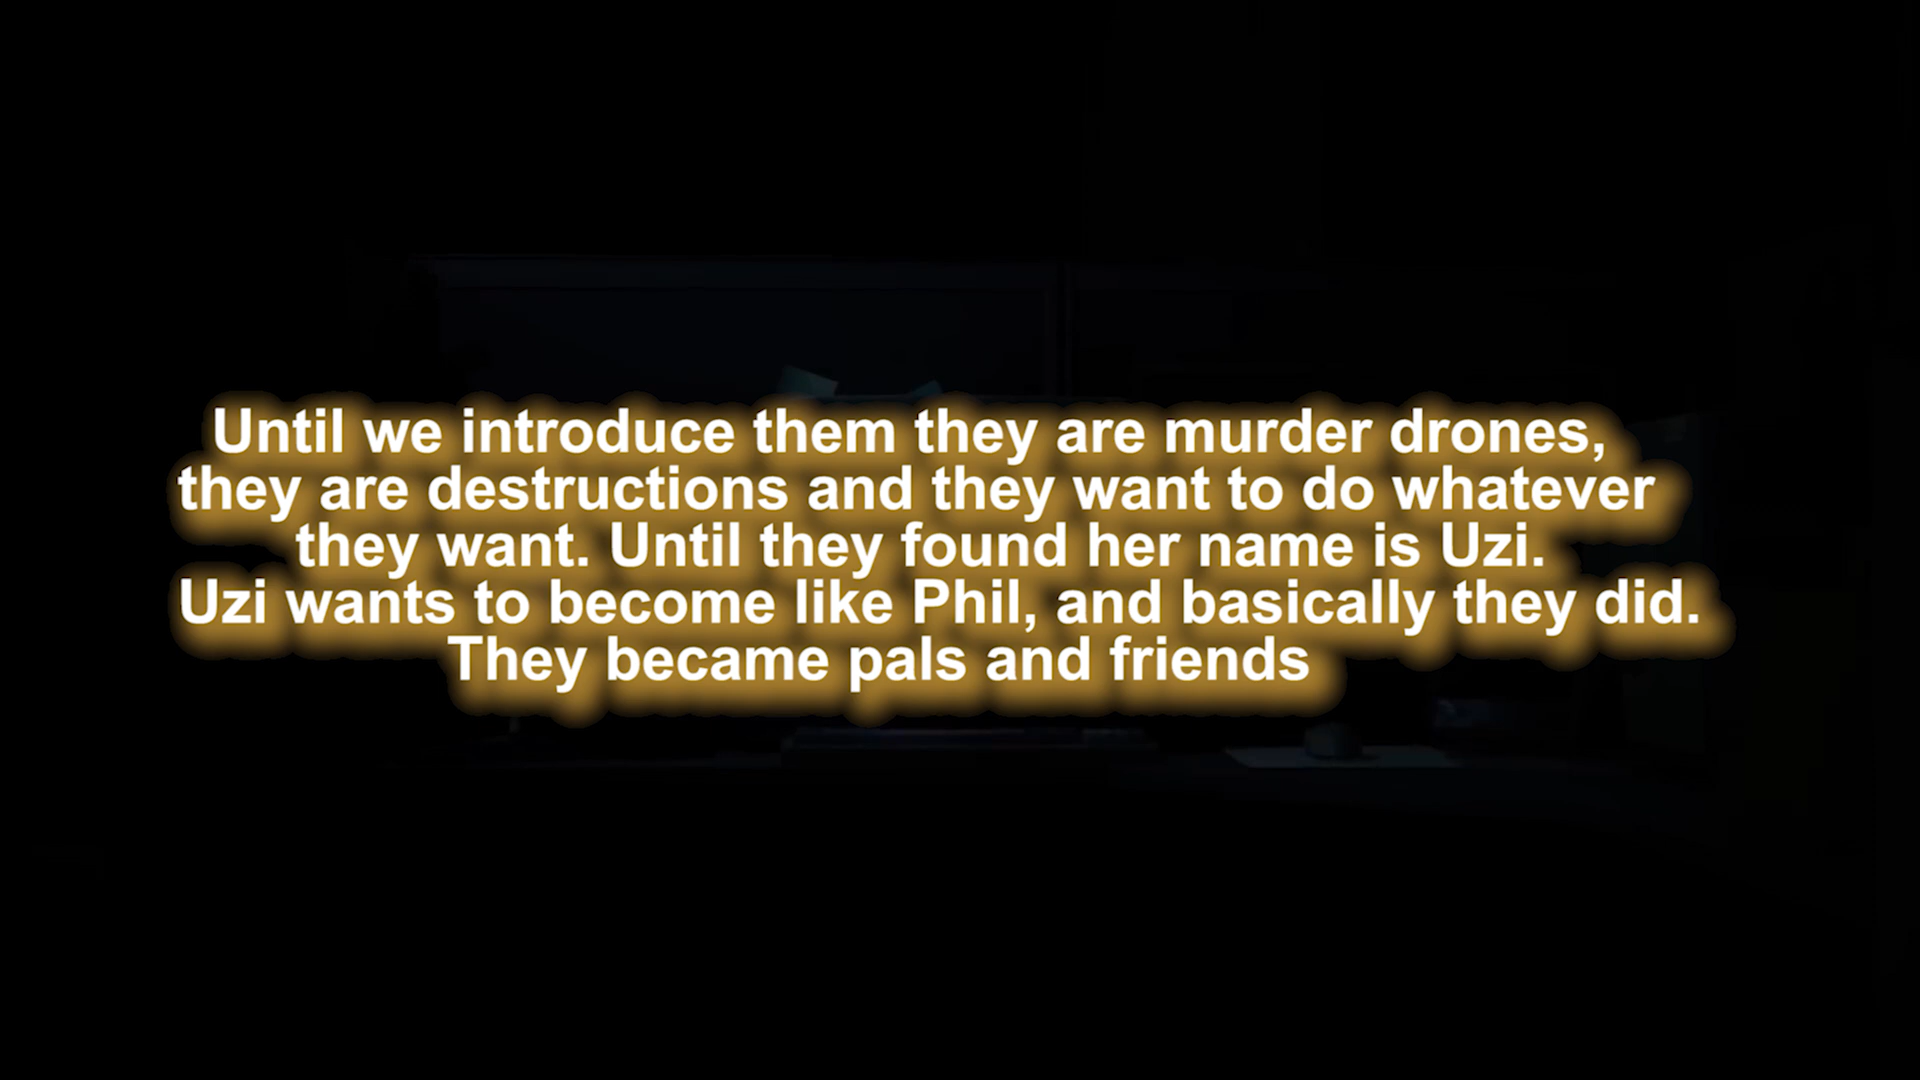 Until we introduce them they are murder drones,
they are destructions and they want to do whatever
they want. Until they found her name is Uzi.
Uzi wants to become like Phil, and basically they did.
They became pals and friends